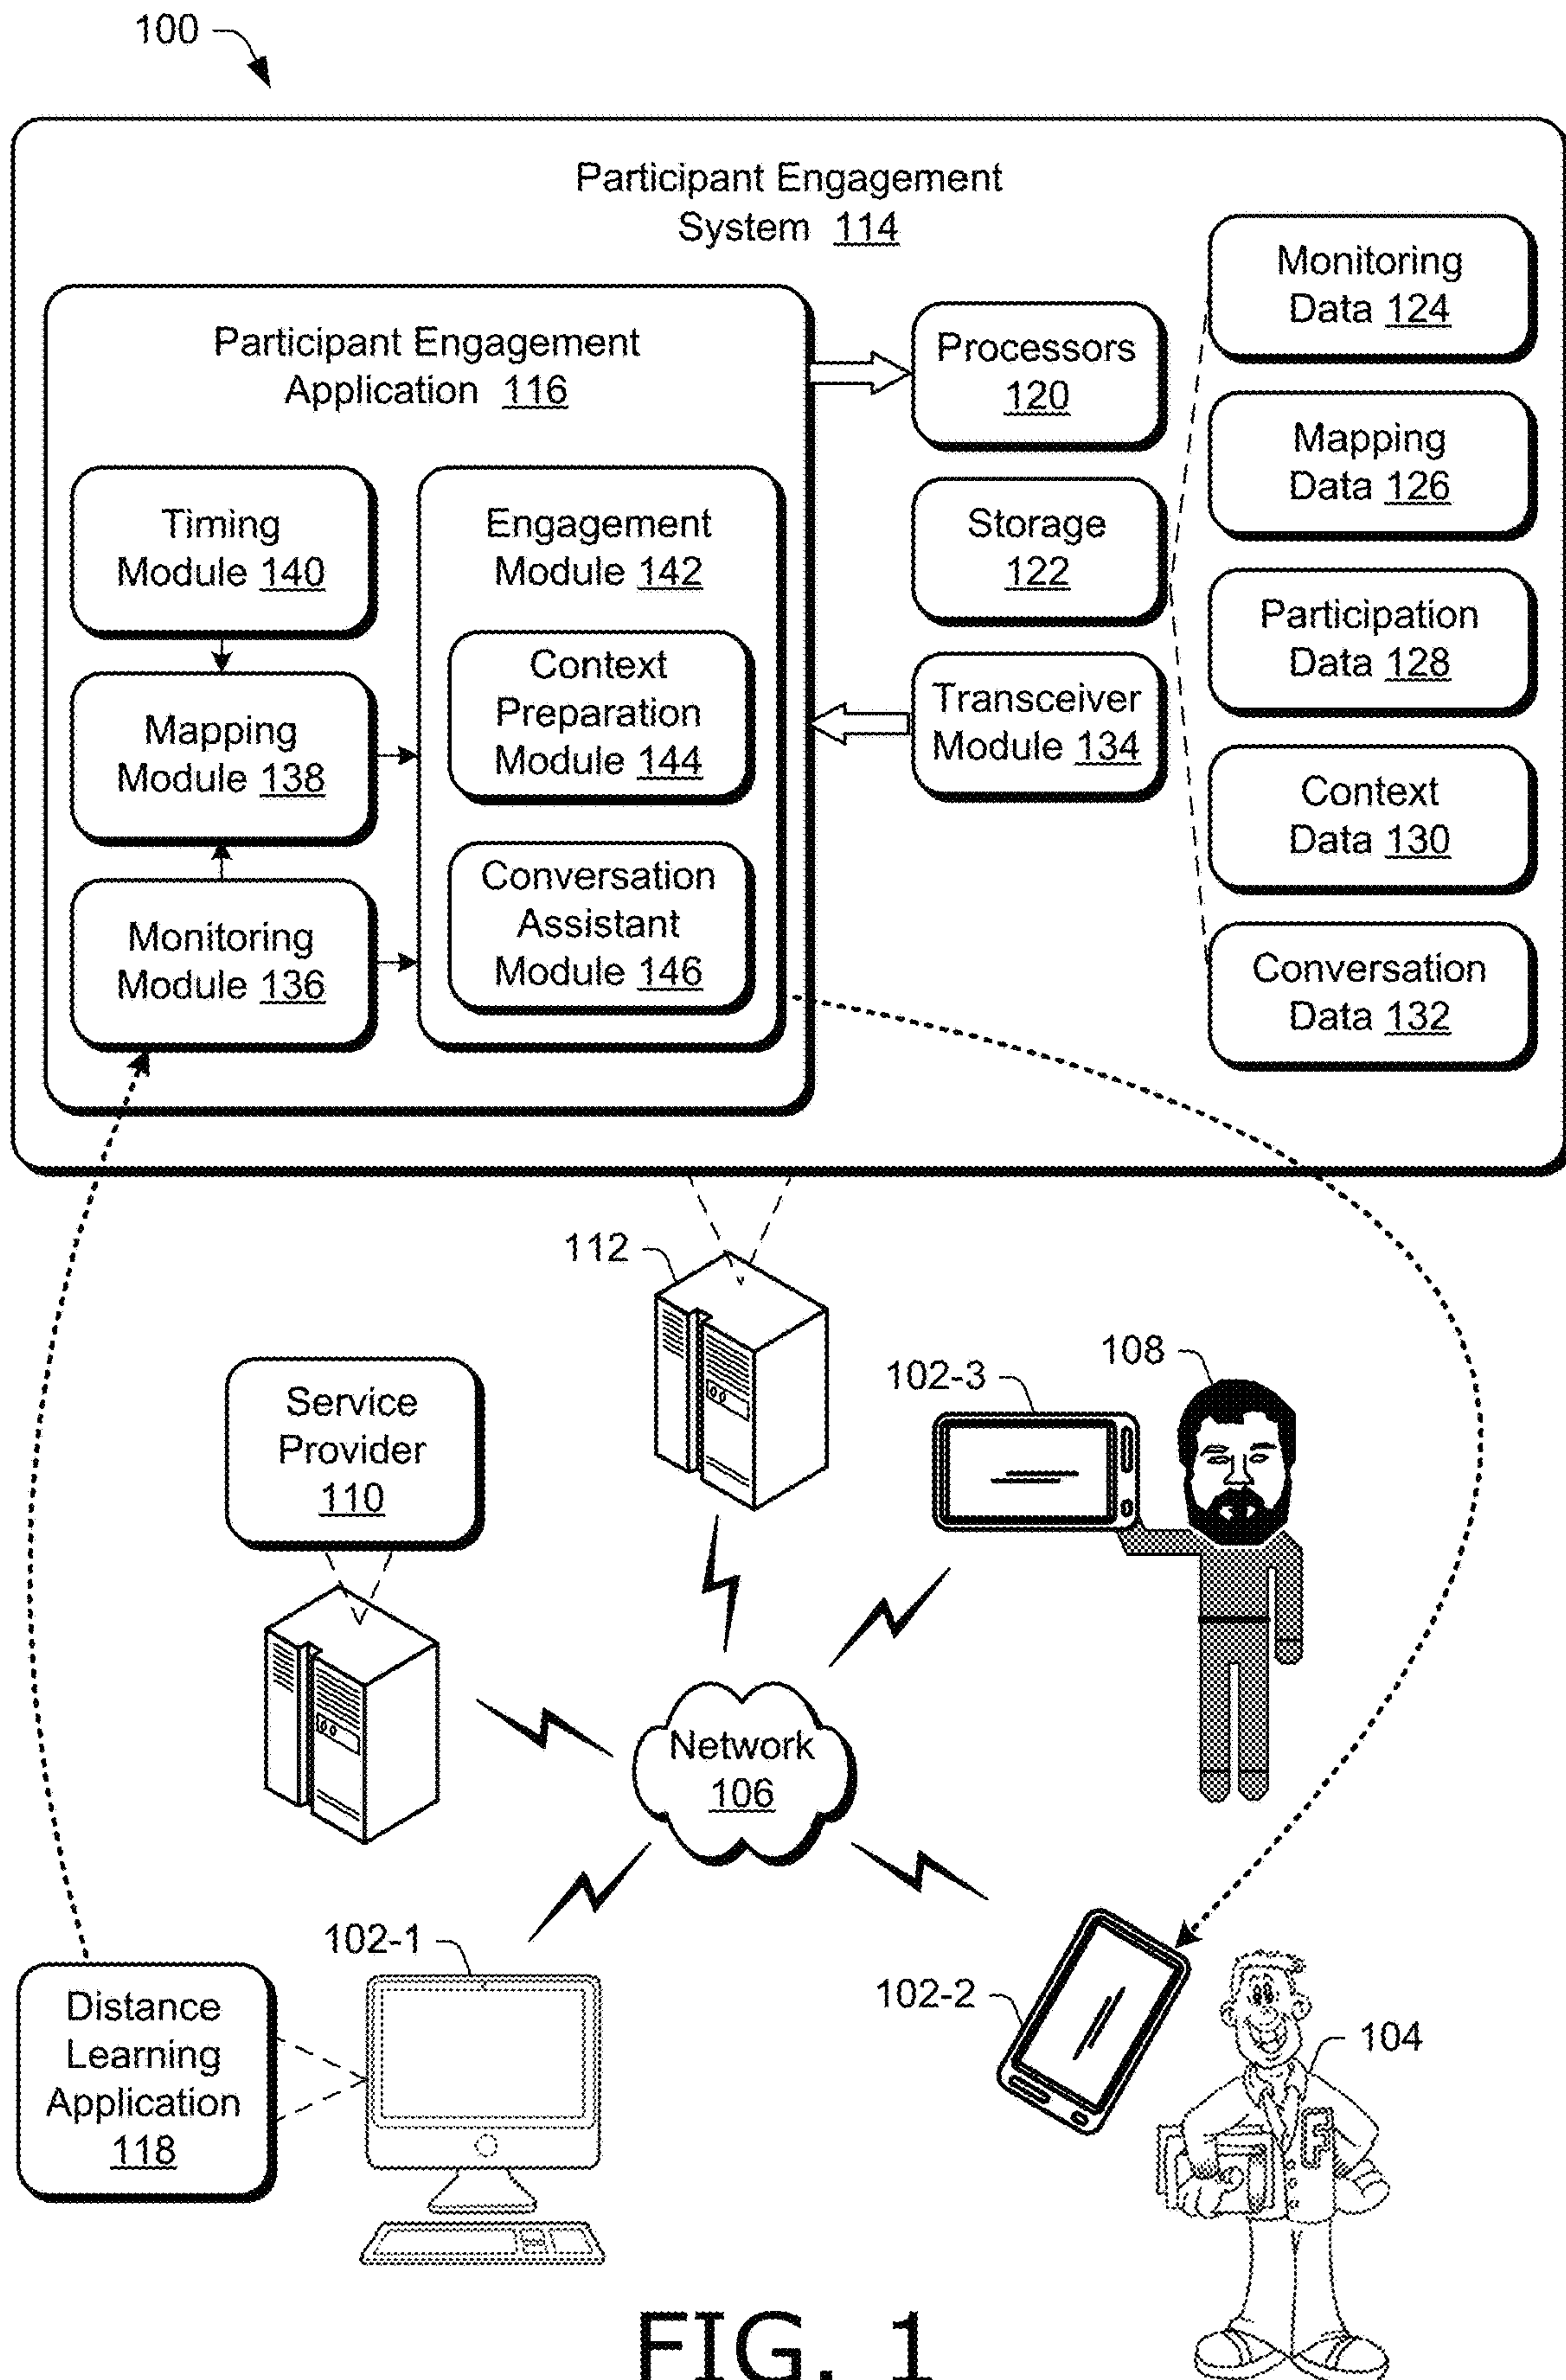 100
Participant Engagement
System 114
Participant Engagement
Application 116
Timing
Module 140
Mapping
Module 138
Monitoring
Module 136
Engagement
Module 142
Context
Preparation
Module 144
Conversation
Assistant
Module 146
Processors
120
Storage
122
Transceiver
Module 134
Monitoring
Data 124
Mapping
Data 126
Participation
Data 128
Context
Data 130
Conversation
Data 132
112
Service
Provider
110
102-3
108
Network
106
Distance
Learning
Application
118
102-1
102-2
104
F
FIG. 1